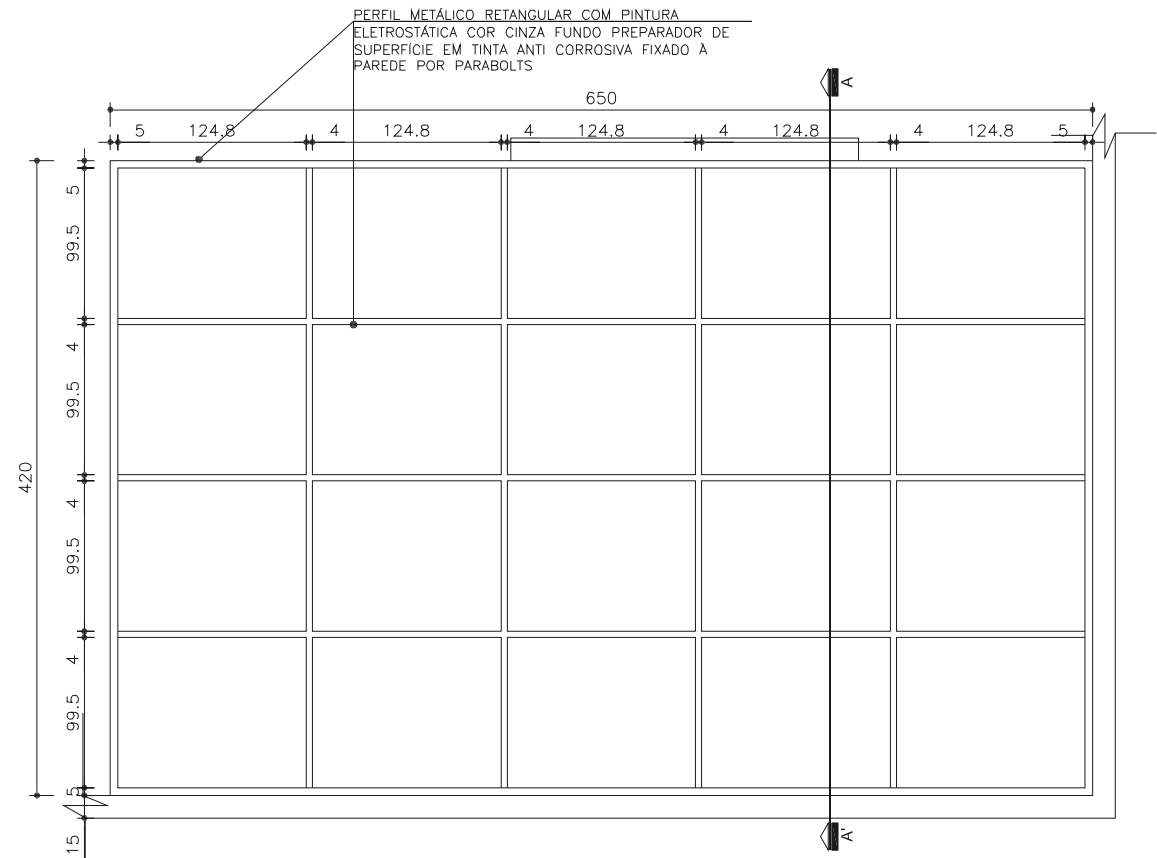 PERFIL METÁLICO RETANGULAR COM PINTURA
ELETROSTÁTICA COR CINZA FUNDO PREPARADOR DE
SUPERFÍCIE EM TINTA ANTI CORROSIVA FIXADO À
PAREDE POR PARABOLTS
A
650
5 124.8 4 124.8 4 124.8 4 124.8 4 124.8 5
5
99.5
4
99.5
420
4
99.5
4
99.5
5
15
A'